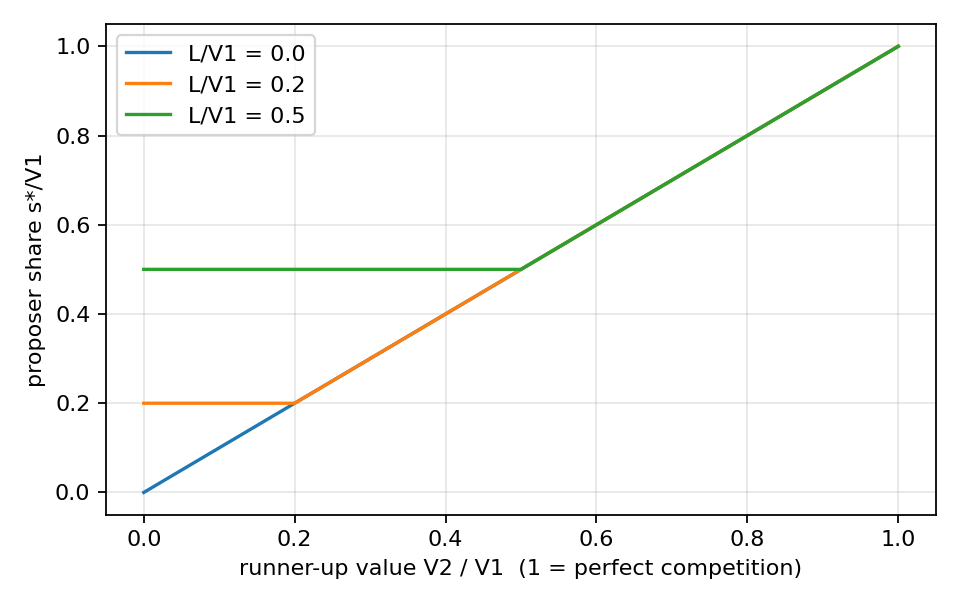 L/V1 = 0.0
L/V1 = 0.2
L/V1 = 0.5
proposer share s*/V1
1.0
0.8
0.6
0.4
0.2
0.0
0.0 0.2 0.4 0.6 0.8 1.0
runner-up value V2 / V1 (1 = perfect competition)